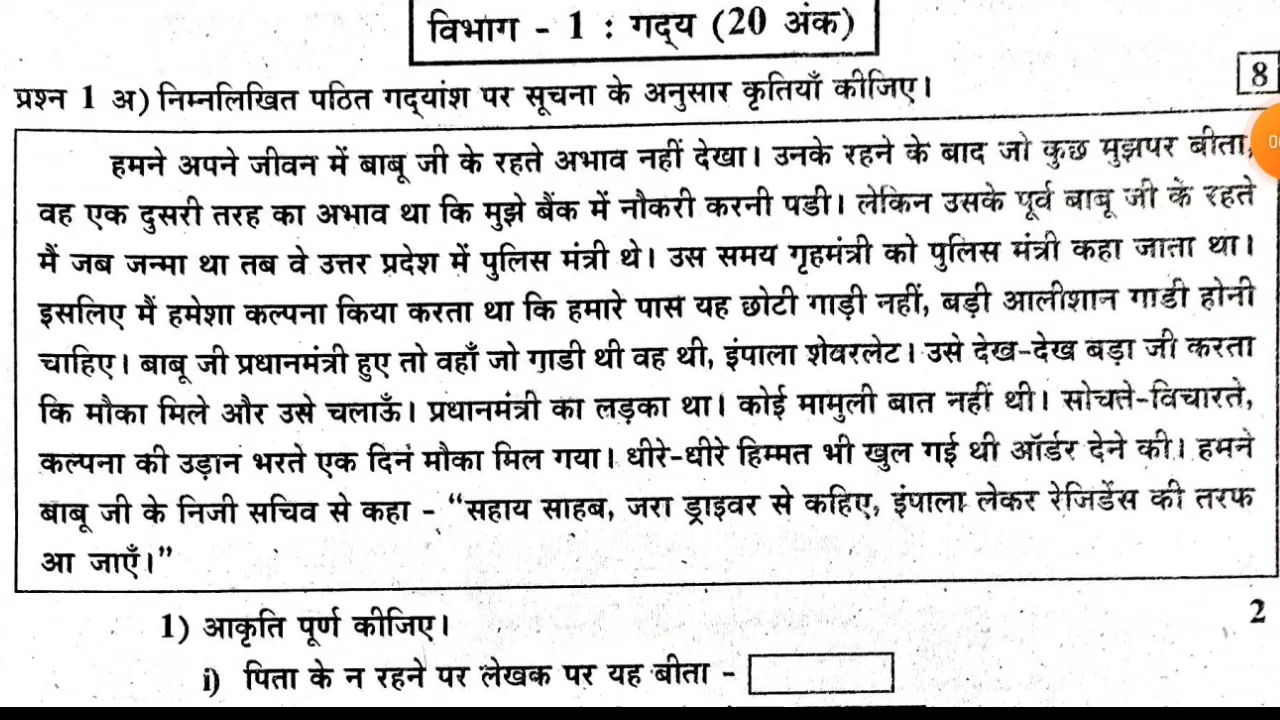 विभाग - 1 : गद्य (20 अंक)
8
प्रश्न 1 अ) निम्नलिखित पठित गद्यांश पर सूचना के अनुसार कृतियाँ कीजिए।
हमने अपने जीवन में बाबू जी के रहते अभाव नहीं देखा। उनके रहने के बाद जो कुछ मुझपर बीता,
वह एक दुसरी तरह का अभाव था कि मुझे बैंक में नौकरी करनी पडी। लेकिन उसके पूर्व बाबू जी के रहते
मैं जब जन्मा था तब वे उत्तर प्रदेश में पुलिस मंत्री थे। उस समय गृहमंत्री को पुलिस मंत्री कहा जाता था।
इसलिए मैं हमेशा कल्पना किया करता था कि हमारे पास यह छोटी गाड़ी नहीं, बड़ी आलीशान गाडी होनी
चाहिए। बाबू जी प्रधानमंत्री हुए तो वहाँ जो गाडी थी वह थी, इंपाला शेवरलेट। उसे देख-देख बड़ा जी करता
कि मौका मिले और उसे चलाऊँ। प्रधानमंत्री का लड़का था। कोई मामुली बात नहीं थी। सोचते-विचारते,
कल्पना की उड़ान भरते एक दिन मौका मिल गया। धीरे-धीरे हिम्मत भी खुल गई थी ऑर्डर देने की। हमने
बाबू जी के निजी सचिव से कहा - “सहाय साहब, जरा ड्राइवर से कहिए, इंपाला लेकर रेजिडेंस की तरफ
आ जाएँ।”
1) आकृति पूर्ण कीजिए।
2
i) पिता के न रहने पर लेखक पर यह बीता -